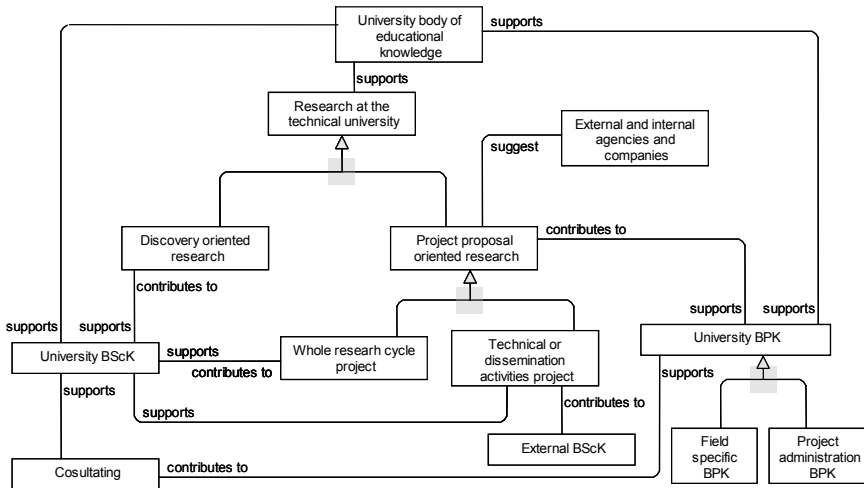 University body of
educational
knowledge
supports
supports
Research at the
technical university
External and internal
agencies and
companies
suggest
Discovery oriented
research
Project proposal
oriented research
contributes to
contributes to
supports
supports
supports
supports
University BScK
supports
contributes to
Whole researh cycle
project
Technical or
dissemination
activities project
University BPK
supports
supports
supports
contributes to
External BScK
Field
specific
BPK
Project
administration
BPK
Cosultating
contributes to